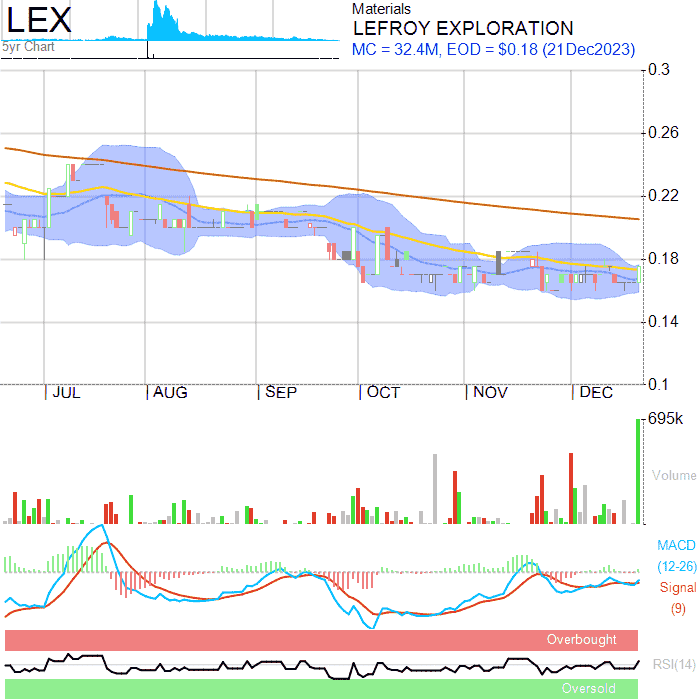 LEX
5yr Chart
Materials
LEFROY EXPLORATION
MC = 32.4M, EOD = $0.18 (21Dec2023)
0.3
0.26
0.22
0.18
0.14
0.1
JUL AUG SEP OCT NOV DEC
695k
Volume
MACD
(12-26)
Signal
(9)
Overbought
RSI(14)
Oversold